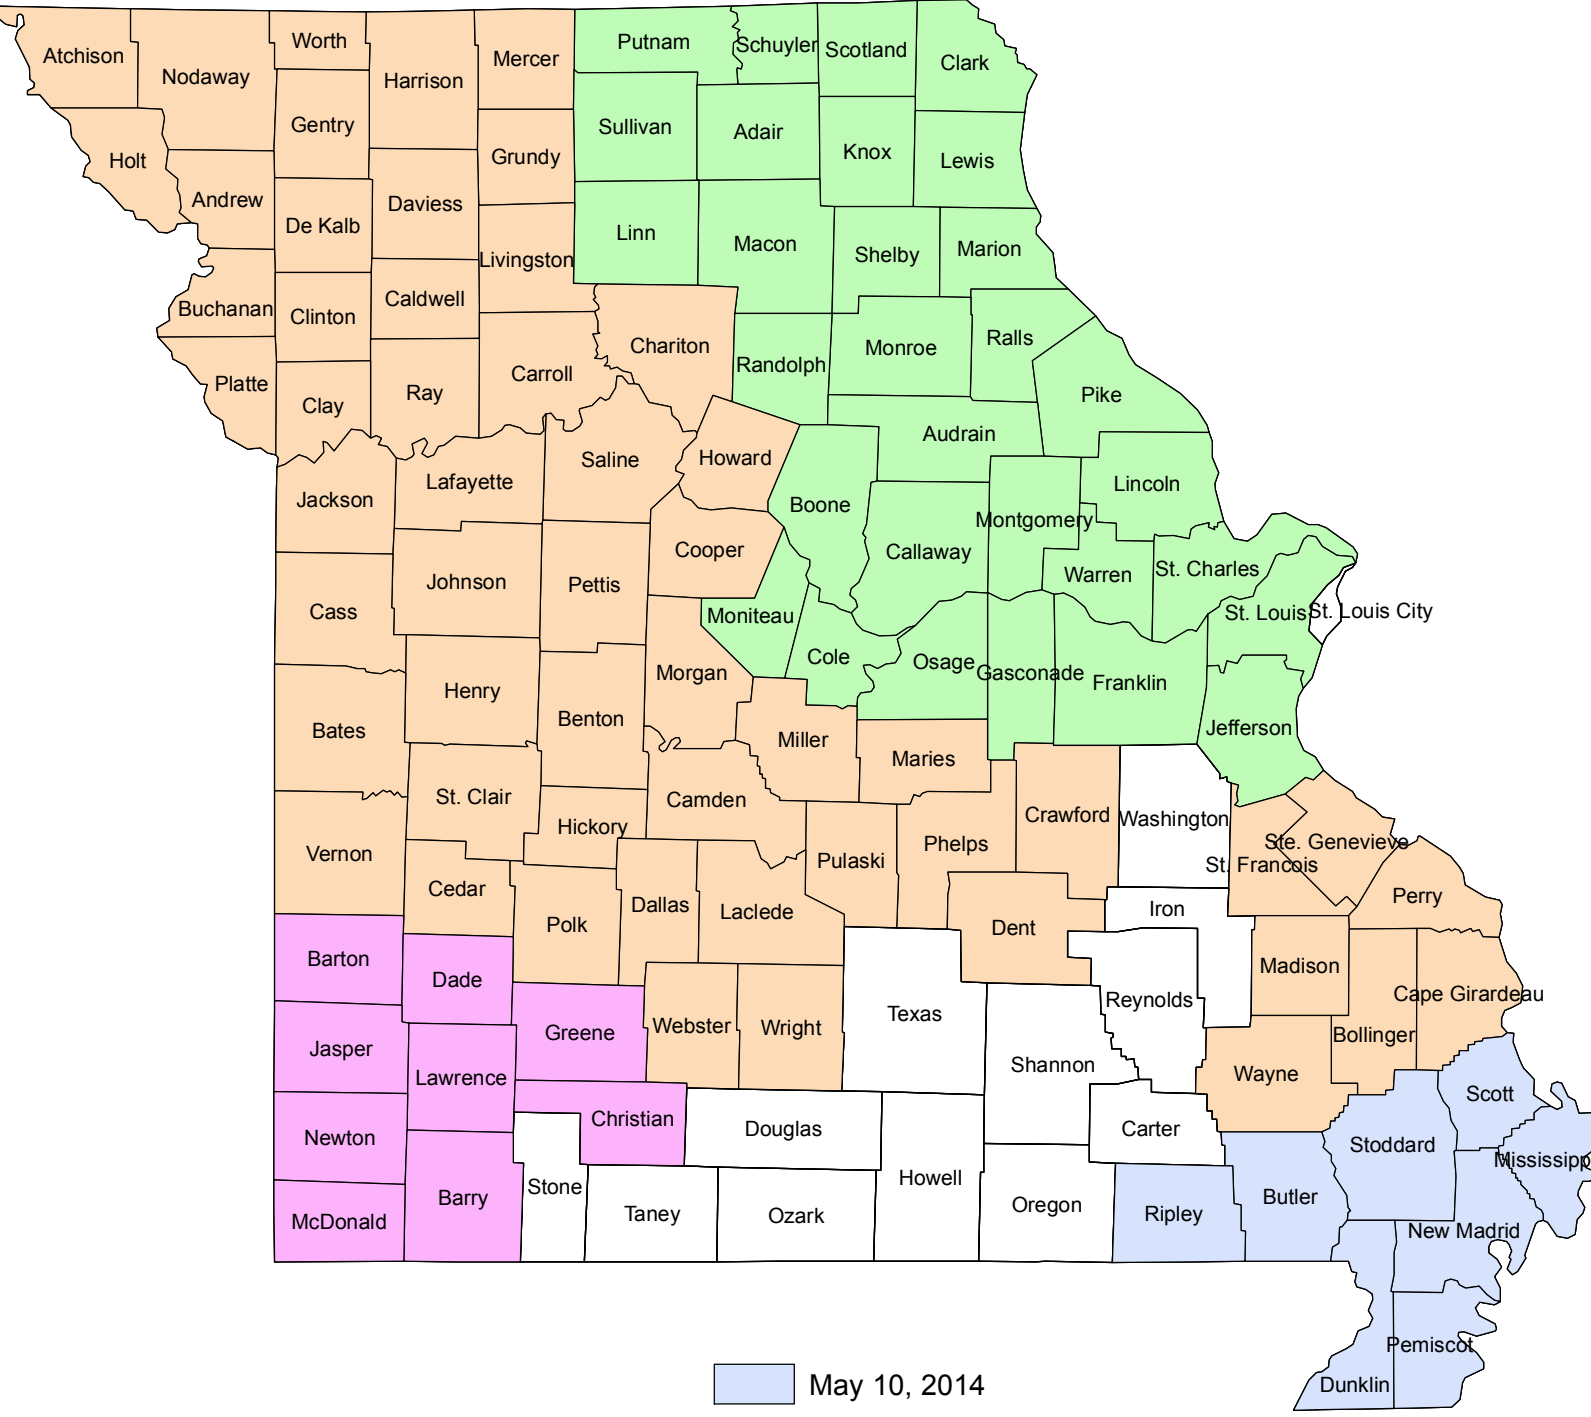 Worth
Putnam
Schuyler
Scotland
Atchison
Mercer
Clark
Nodaway
Harrison
Gentry
Sullivan
Adair
Knox
Holt
Grundy
Lewis
Andrew
Daviess
De Kalb
Linn
Macon
Shelby
Marion
Livingston
Buchanan
Caldwell
Clinton
Ralls
Chariton
Monroe
Randolph
Platte
Carroll
Ray
Pike
Clay
Audrain
Howard
Saline
Lafayette
Lincoln
Jackson
Boone
Montgomery
Cooper
Callaway
Johnson
Pettis
Warren
St. Charles
Cass
Moniteau
St. Louis
St. Louis City
Cole
Osage
Morgan
Gasconade
Franklin
Henry
Benton
Jefferson
Bates
Miller
Maries
St. Clair
Camden
Crawford
Washington
Hickory
Phelps
Ste. Genevieve
Vernon
Pulaski
St. Francois
Cedar
Perry
Dallas
Laclede
Iron
Polk
Dent
Barton
Madison
Dade
Cape Girardeau
Reynolds
Texas
Webster
Wright
Greene
Bollinger
Jasper
Shannon
Wayne
Lawrence
Scott
Christian
Douglas
Carter
Newton
Stoddard
Mississipp
Howell
Stone
Barry
Butler
Oregon
Taney
Ozark
Ripley
McDonald
New Madrid
Pemiscot
Dunklin
May 10, 2014